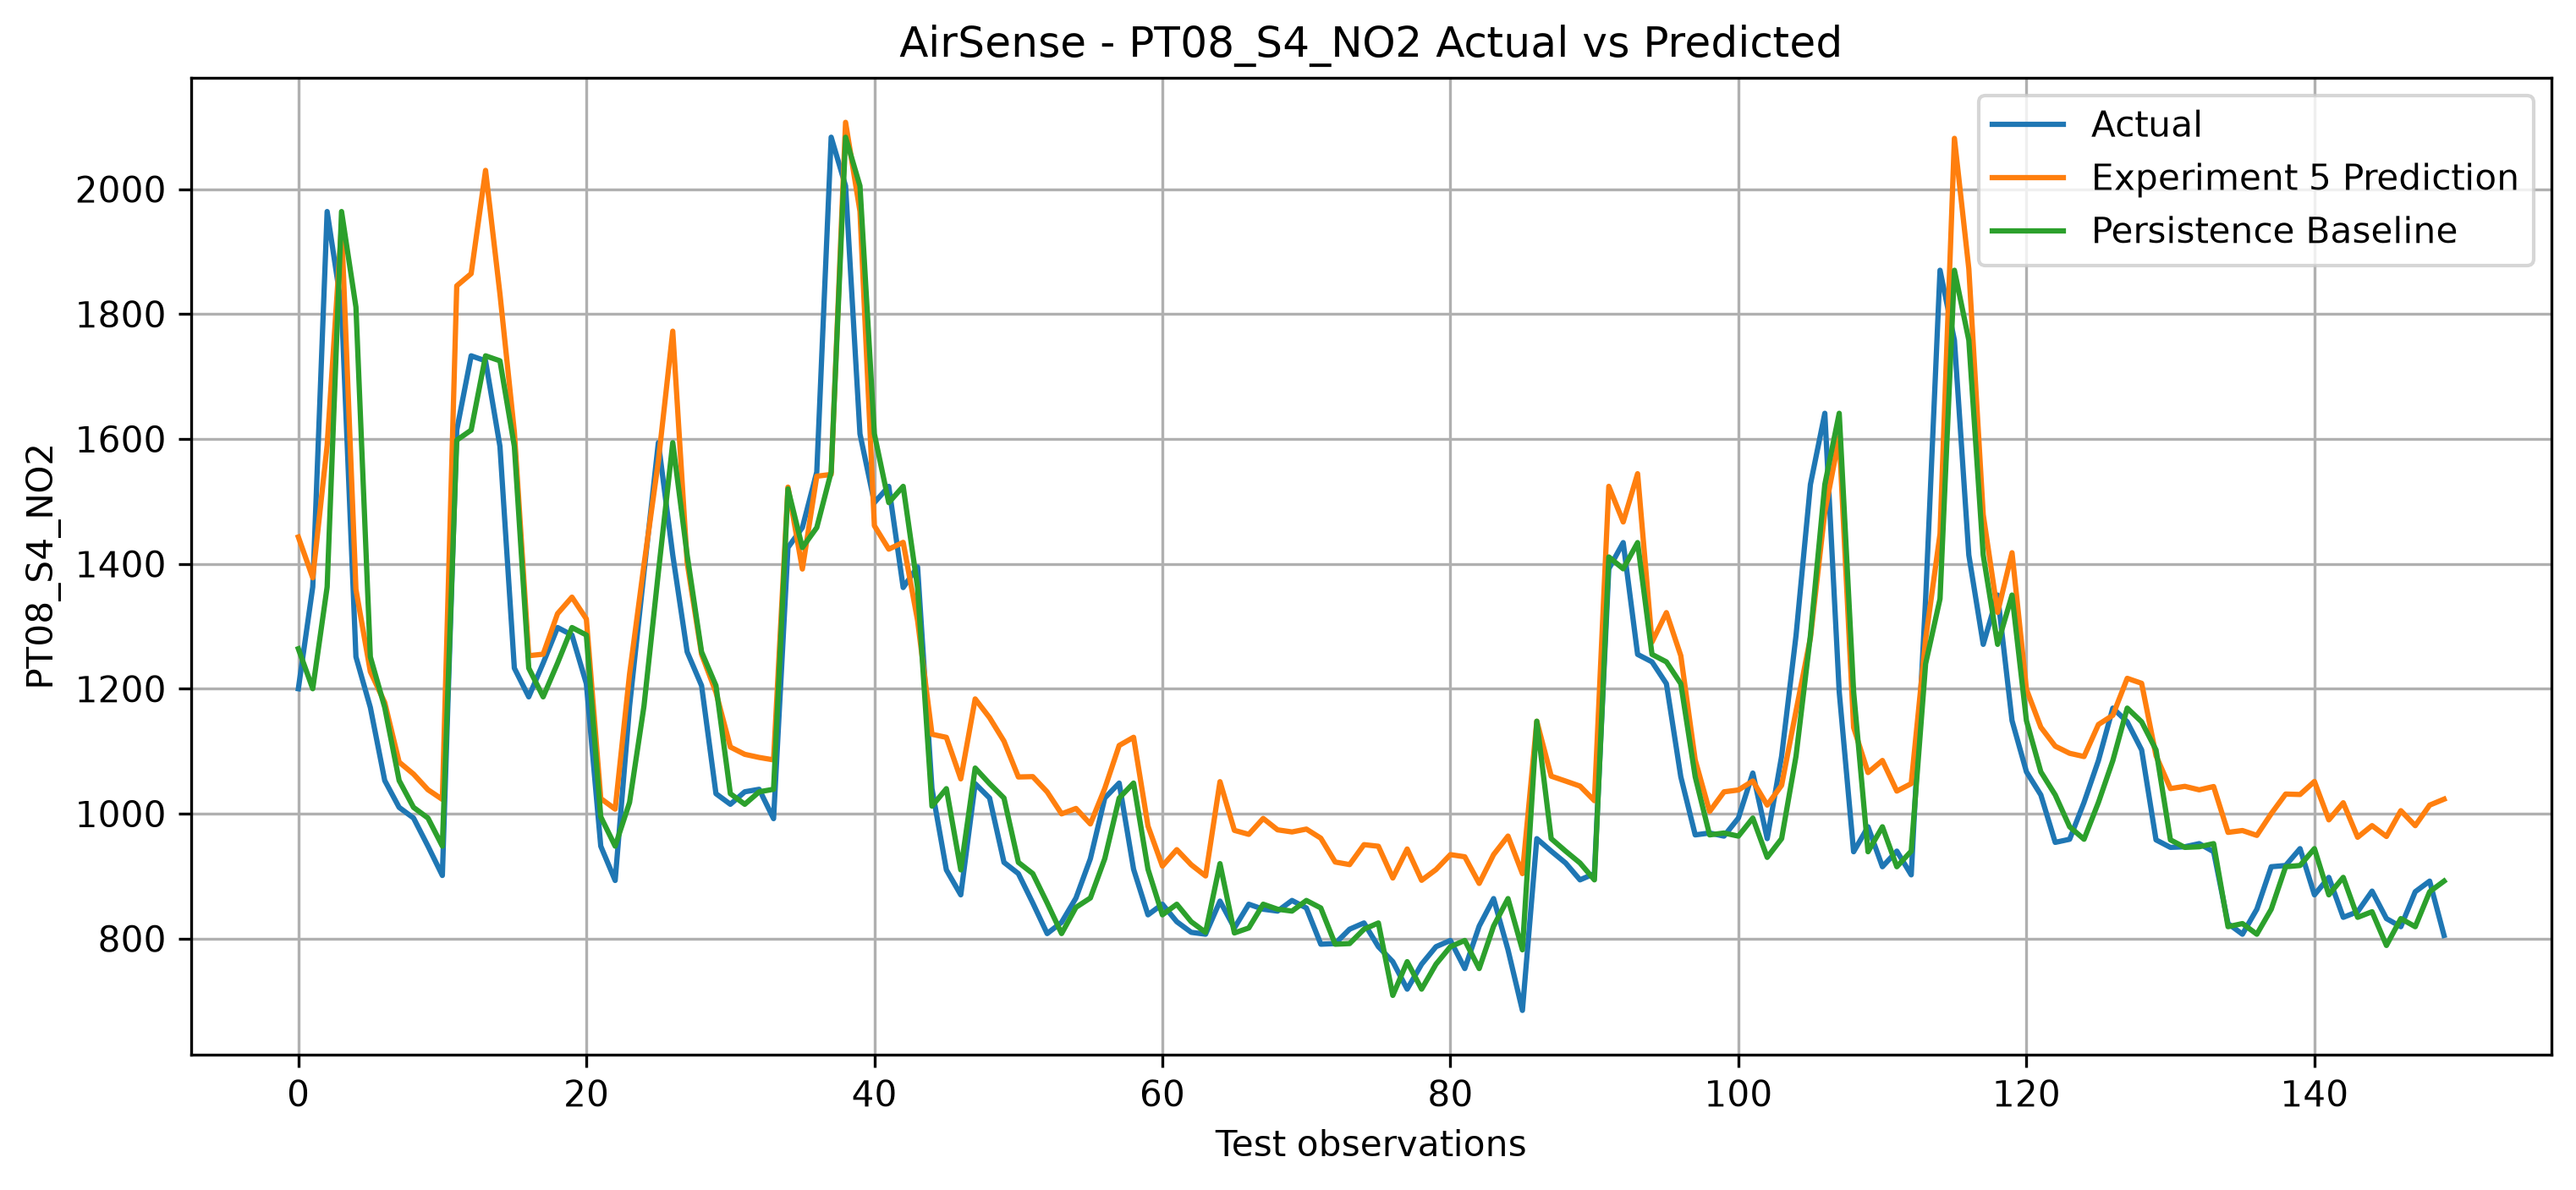 AirSense - PT08_S4_NO2 Actual vs Predicted
Actual
Experiment 5 Prediction
Persistence Baseline
PT08_S4_NO2
2000
1800
1600
1400
1200
1000
800
0 20 40 60 80 100 120 140
Test observations